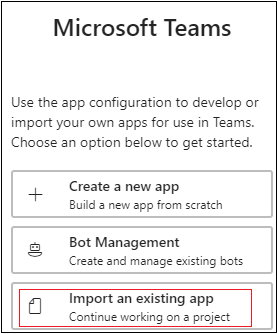 Microsoft Teams
Use the app configuration to develop or
import your own apps for use in Teams.
Choose an option below to get started.
Create a new app
Build a new app from scratch
Bot Management
Create and manage existing bots
Import an existing app
Continue working on a project